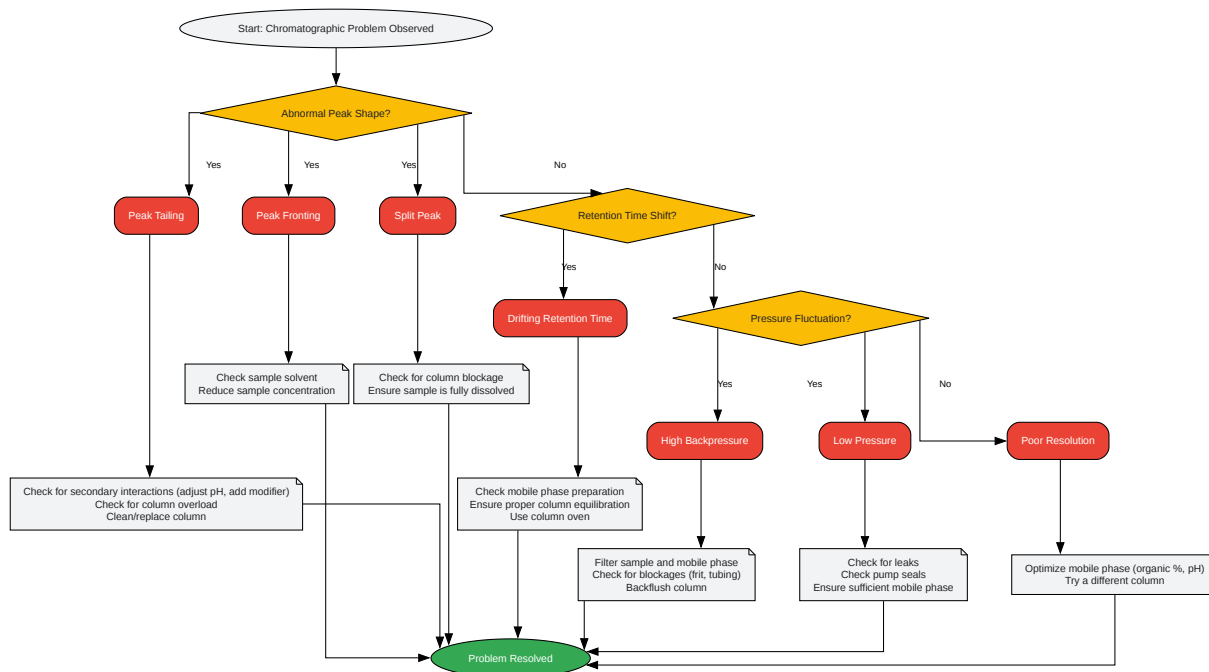 Start: Chromatographic Problem Observed
Abnormal Peak Shape?
Yes
Yes
Yes
No
Peak Tailing
Peak Fronting
Split Peak
Retention Time Shift?
Yes
No
Drifting Retention Time
Pressure Fluctuation?
Check sample solvent
Reduce sample concentration
Check for column blockage
Ensure sample is fully dissolved
Yes
Yes
No
High Backpressure
Low Pressure
Poor Resolution
Check for secondary interactions (adjust pH, add modifier)
Check for column overload
Clean/replace column
Check mobile phase preparation
Ensure proper column equilibration
Use column oven
Filter sample and mobile phase
Check for blockages (frit, tubing)
Backflush column
Check for leaks
Check pump seals
Ensure sufficient mobile phase
Optimize mobile phase (organic %, pH)
Try a different column
Problem Resolved